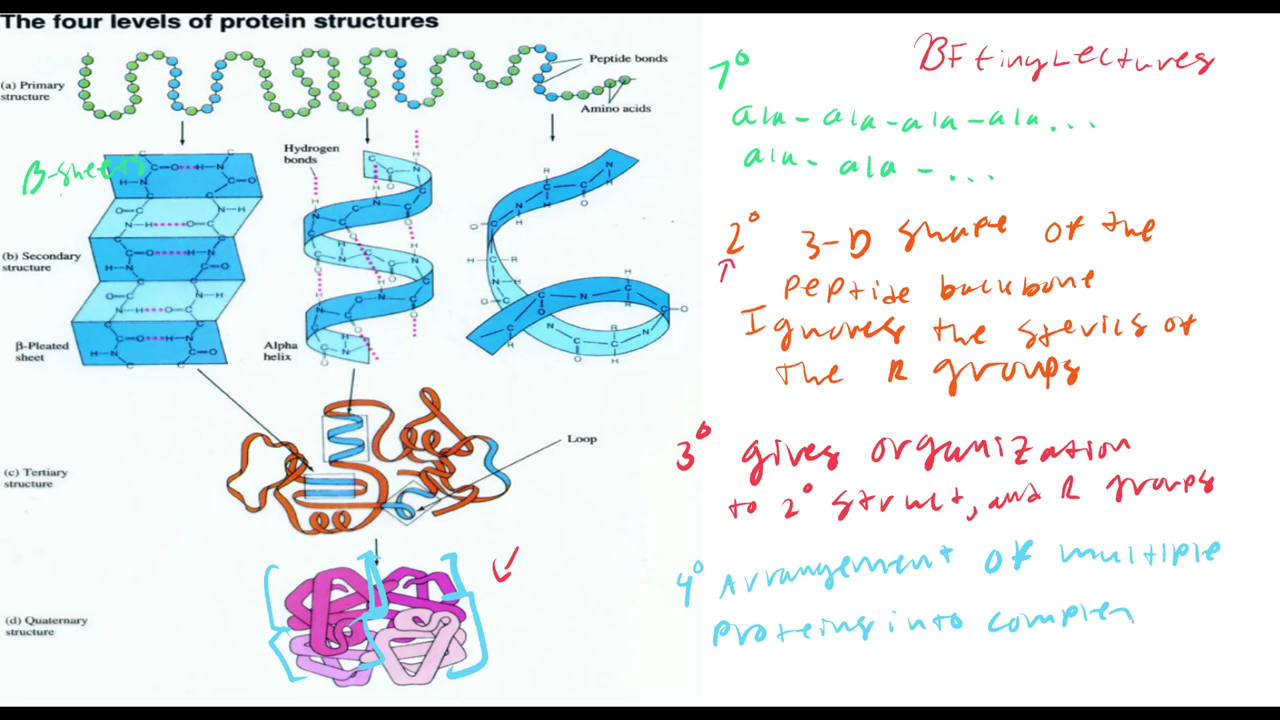 The four levels of protein structures
Peptide bonds
(a) Primary
structure
Amino acids
β-sheets
Hydrogen
bonds
(b) Secondary
structure
β-Pleated
sheet
Alpha
helix
Loop
(c) Tertiary
structure
(d) Quaternary
structure
BF tiny Lectures
1°
ala - ala - ala - ala...
ala - ala - ...
2° 3-D shape of the
peptide backbone
Ignores the sterics of
the R groups
3° gives organization
to 2° struct, and R groups
4° Arrangement of multiple
proteins into complex